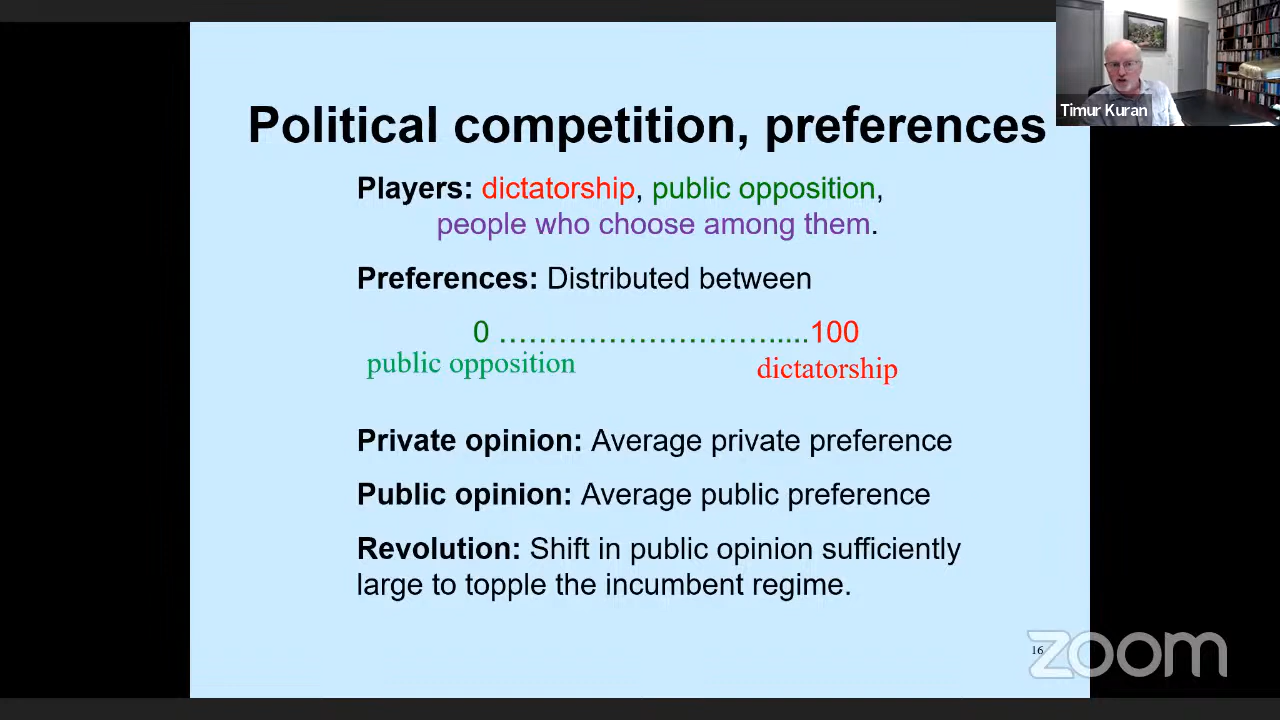 Political competition, preferences
Timur Kuran
Players: dictatorship, public opposition,
people who choose among them.
Preferences: Distributed between
0 ................................100
public opposition
dictatorship
Private opinion: Average private preference
Public opinion: Average public preference
Revolution: Shift in public opinion sufficiently
large to topple the incumbent regime.
16
zoom